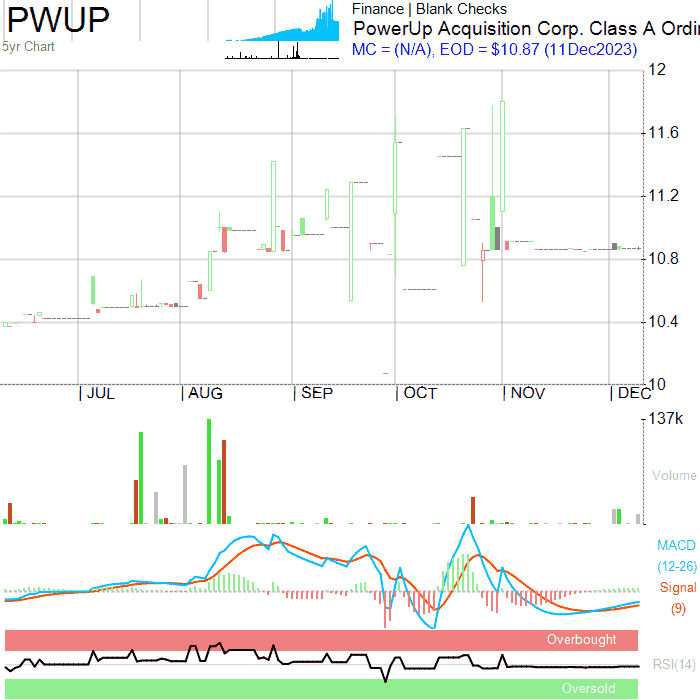 PWUP
5yr Chart
Finance | Blank Checks
PowerUp Acquisition Corp. Class A Ordi
MC = (N/A), EOD = $10.87 (11Dec2023)
12
11.6
11.2
10.8
10.4
10
| JUL
| AUG
| SEP
| OCT
| NOV
| DEC
137k
Volume
MACD
(12-26)
Signal
(9)
Overbought
RSI(14)
Oversold